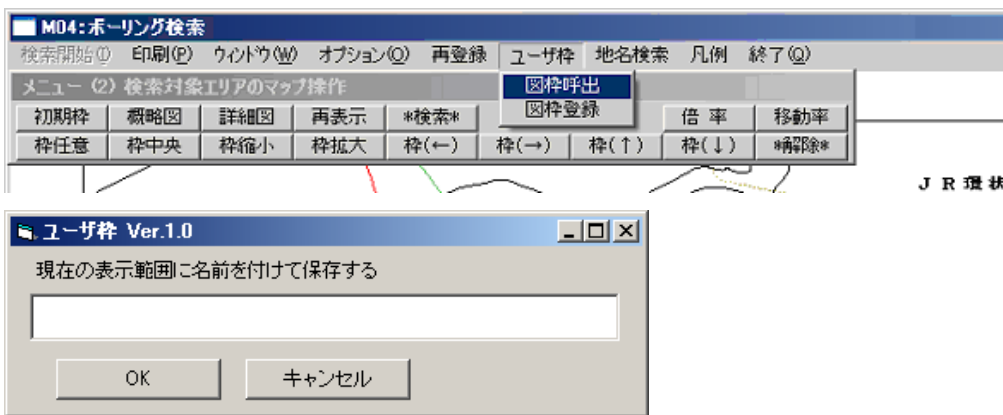 M04:ボーリング検索
検索開始(I) 印刷(P) ウィンドウ(W) オプション(O) 再登録 ユーザ枠 地名検索 凡例 終了(Q)
メニュー (2) 検索対象エリアのマップ操作
図枠呼出
図枠登録
初期枠 概略図 詳細図 再表示 *検索* 倍 率 移動率
枠任意 枠中央 枠縮小 枠拡大 枠(←) 枠(→) 枠(↑) 枠(↓) *解除*
ＪＲ環状
ユーザ枠 Ver.1.0
現在の表示範囲に名前を付けて保存する
OK キャンセル